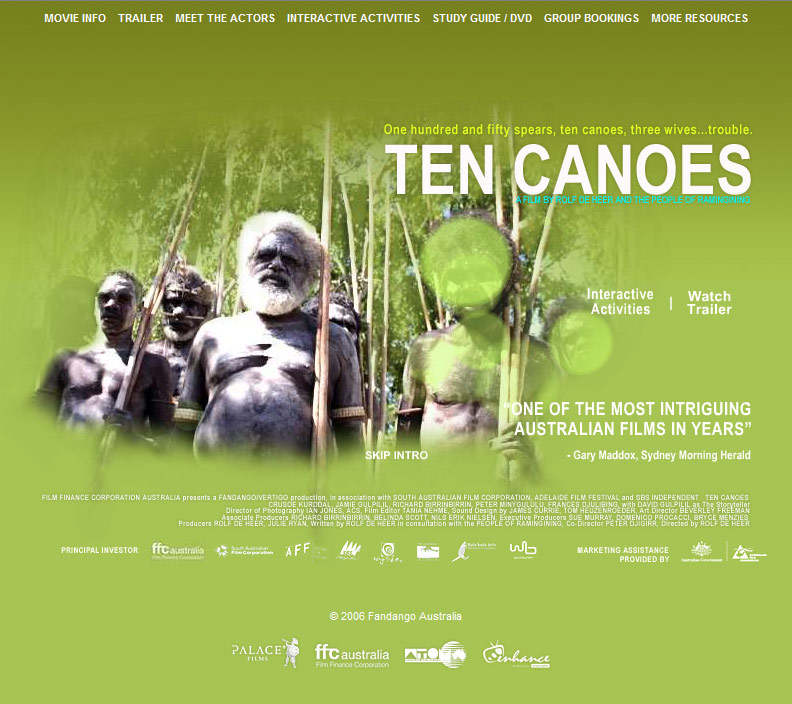 MOVIE INFO TRAILER MEET THE ACTORS INTERACTIVE ACTIVITIES STUDY GUIDE / DVD GROUP BOOKINGS MORE RESOURCES
One hundred and fifty spears, ten canoes, three wives...trouble.
TEN CANOES
A FILM BY ROLF DE HEER AND THE PEOPLE OF RAMINGINING
Interactive
Activities
|
Watch
Trailer
"ONE OF THE MOST INTRIGUING
AUSTRALIAN FILMS IN YEARS"
- Gary Maddox, Sydney Morning Herald
SKIP INTRO
FILM FINANCE CORPORATION AUSTRALIA presents a FANDANGO/VERTIGO production, in association with SOUTH AUSTRALIAN FILM CORPORATION, ADELAIDE FILM FESTIVAL and SBS INDEPENDENT TEN CANOES
CRUSOE KURDDAL, JAMIE GULPILIL, RICHARD BIRRINBIRRIN, PETER MINYGULULU, FRANCES DJULIBING, with DAVID GULPILIL as The Storyteller
Director of Photography IAN JONES, ACS, Film Editor TANIA NEHME, Sound Design by JAMES CURRIE, TOM HEUZENROEDER, Art Director BEVERLEY FREEMAN
Associate Producers RICHARD BIRRINBIRRIN, BELINDA SCOTT, NILS ERIK NIELSEN, Executive Producers SUE MURRAY, DOMENICO PROCACCI, BRYCE MENZIES,
Producers ROLF DE HEER, JULIE RYAN, Written by ROLF DE HEER in consultation with the PEOPLE OF RAMINGINING, Co-Director PETER DJIGIRR, Directed by ROLF DE HEER
PRINCIPAL INVESTOR
ffc australia
Film Finance Corporation
South Australian
Film Corporation
AFF
MARKETING ASSISTANCE
PROVIDED BY
Australian Government
© 2006 Fandango Australia
PALACE
FILMS
ffc australia
Film Finance Corporation
ATOM
enhance